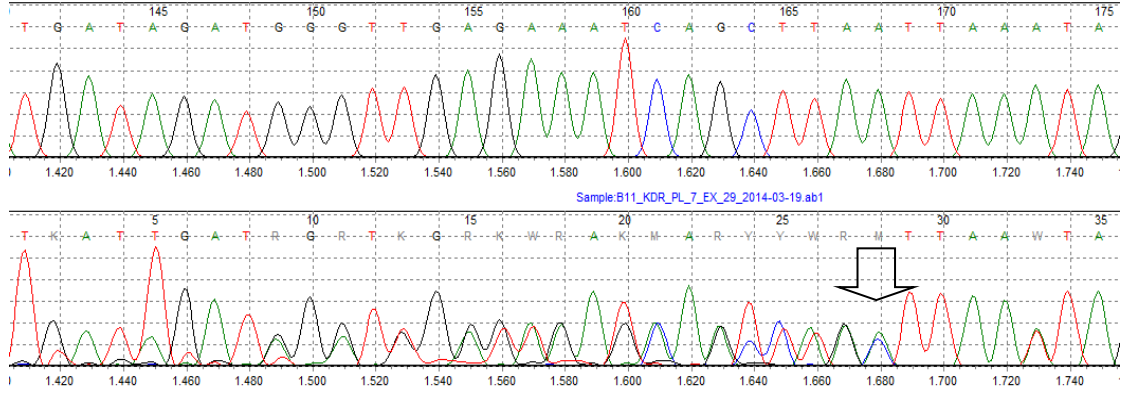 145 150 155 160 165 170 175
T G A T A G A T G G G T T G A G A A A T C A G C T T A A T T A A A T A
1.420 1.440 1.460 1.480 1.500 1.520 1.540 1.560 1.580 1.600 1.620 1.640 1.660 1.680 1.700 1.720 1.740
Sample:B11_KDR_PL_7_EX_29_2014-03-19.ab1
5 10 15 20 25 30 35
T K A T T G A T R G R T K G R K W R A K M A R Y Y W R M T T A A W T A
1.420 1.440 1.460 1.480 1.500 1.520 1.540 1.560 1.580 1.600 1.620 1.640 1.660 1.680 1.700 1.720 1.740